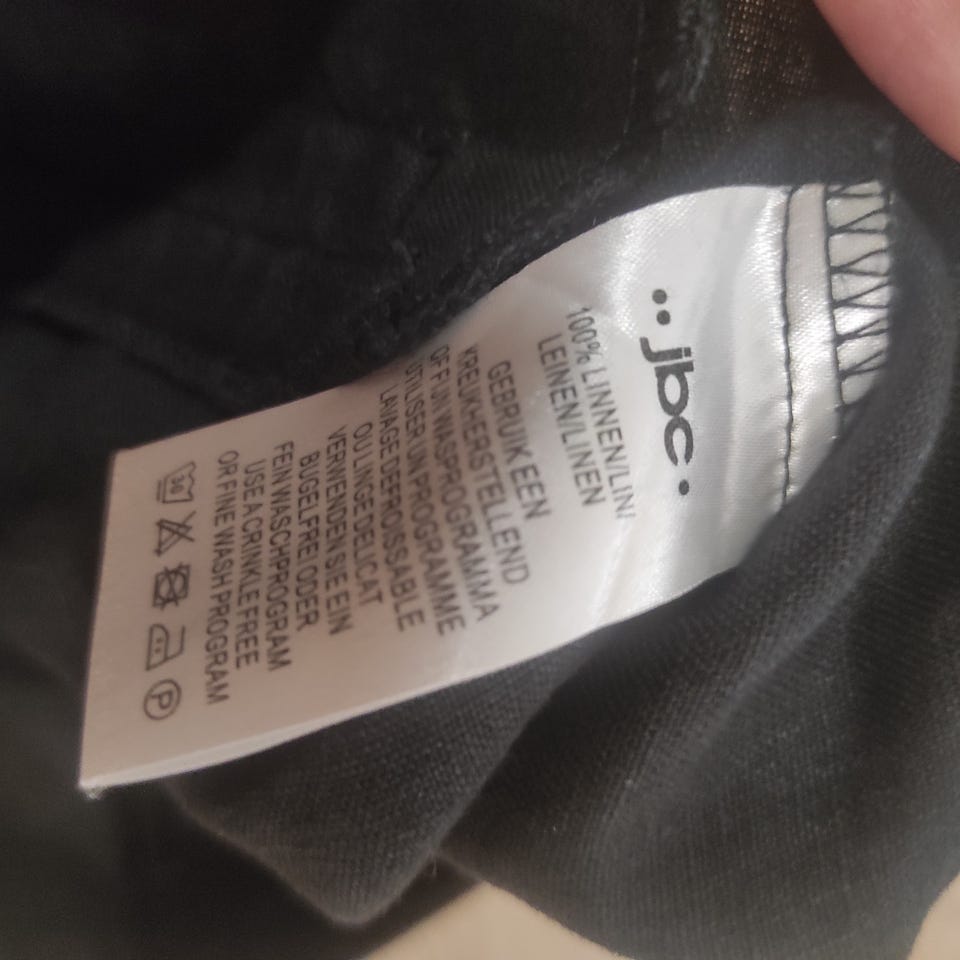 jbc
100% LINNEN/LIN/
LEINEN/LINEN
GEBRUIK EEN
KREUKHERSTELLEND
OF FIJN WASPROGRAMMA
UTILISER UN PROGRAMME
LAVAGE DEFROISSABLE
OU LINGE DELICAT
VERWENDEN SIE EIN
BUGELFREI ODER
FEIN WASCHPROGRAM
USE A CRINKLE FREE
OR FINE WASH PROGRAM
30 P